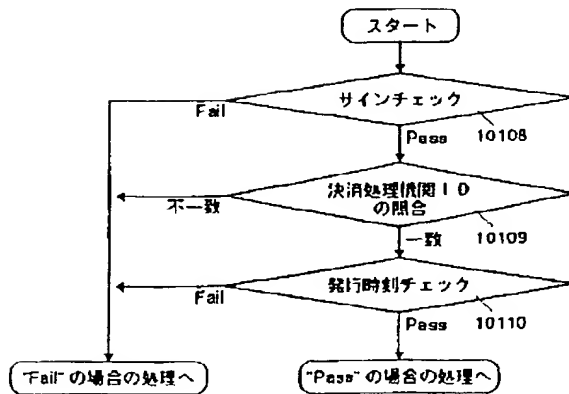 スタート
サインチェック
Fail
10108
Pass
決済処理機関ID
の照合
不一致
10109
一致
発行時刻チェック
Fail
10110
Pass
"Fail" の場合の処理へ
"Pass" の場合の処理へ